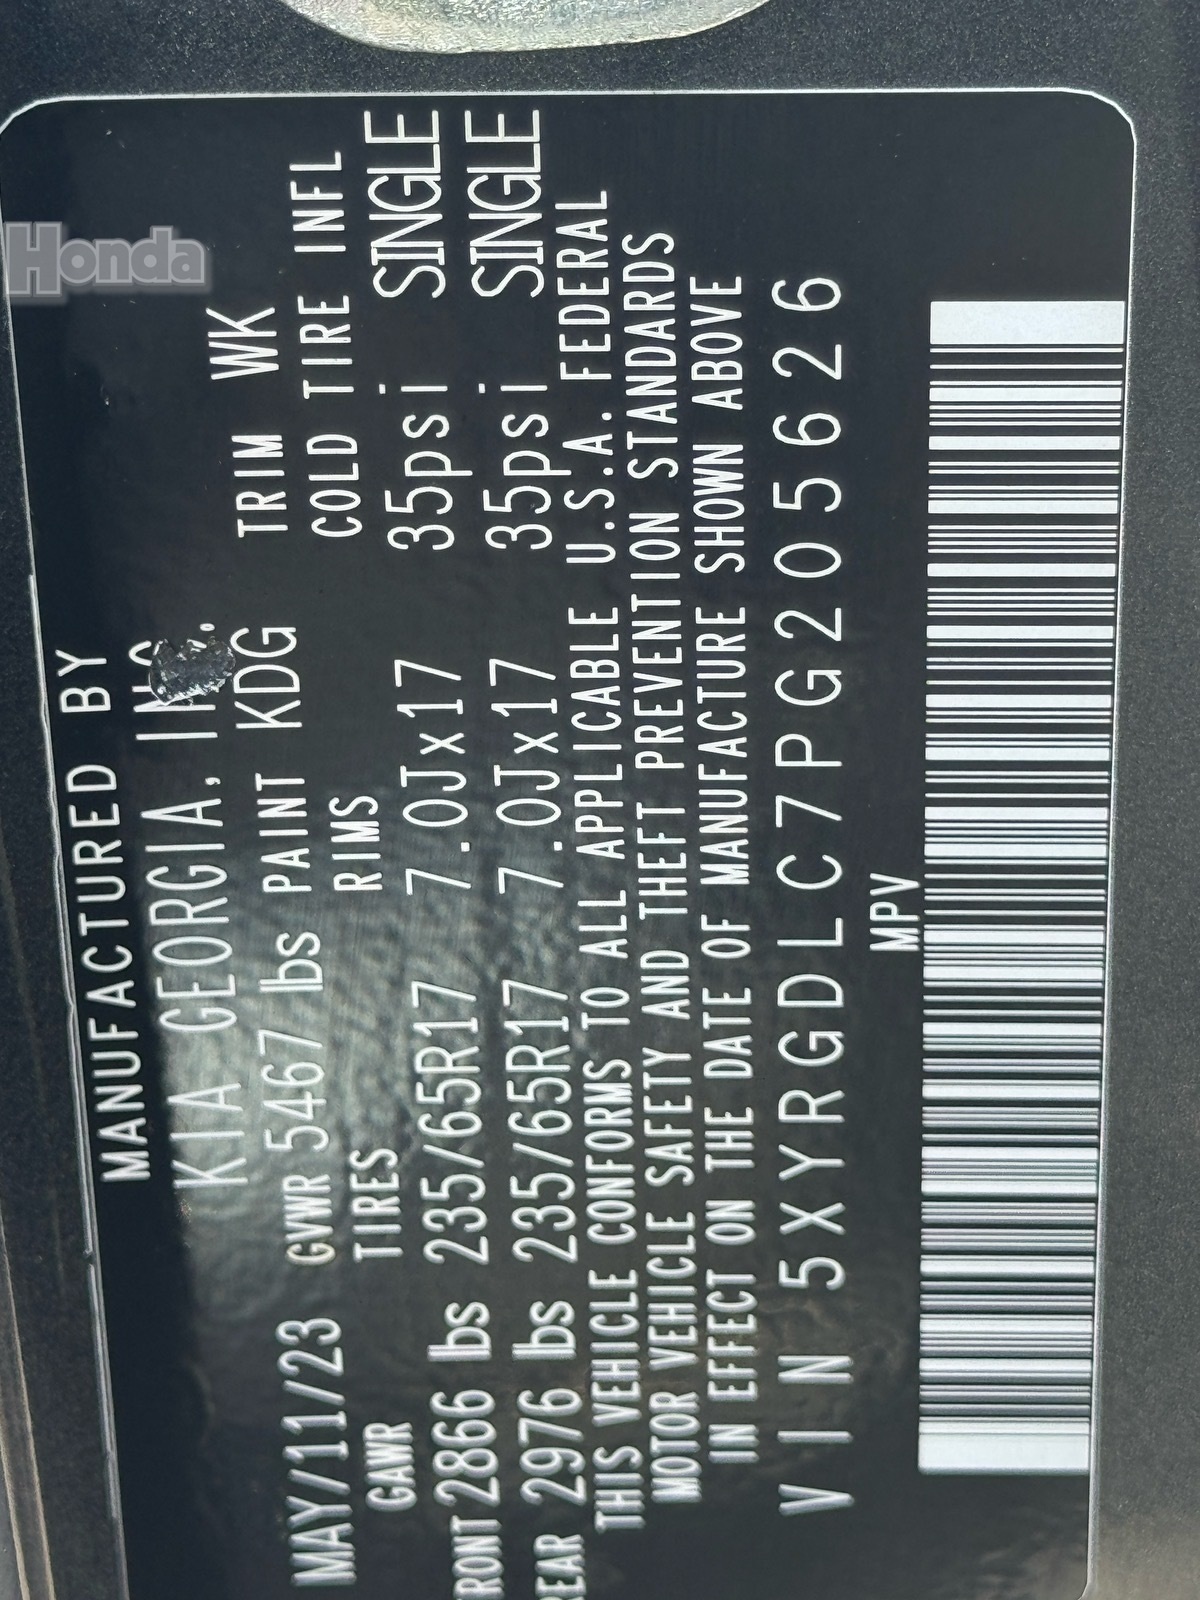 Honda
MANUFACTURED BY
KIA GEORGIA, INC.
MAY/11/23 GVWR 5467 lbs PAINT KDG TRIM WK
GAWR TIRES RIMS COLD TIRE INFL
FRONT 2866 lbs 235/65R17 7.0Jx17 35psi SINGLE
REAR 2976 lbs 235/65R17 7.0Jx17 35psi SINGLE
THIS VEHICLE CONFORMS TO ALL APPLICABLE U.S.A. FEDERAL
MOTOR VEHICLE SAFETY AND THEFT PREVENTION STANDARDS
IN EFFECT ON THE DATE OF MANUFACTURE SHOWN ABOVE
VIN 5XYRGDLC7PG205626
MPV